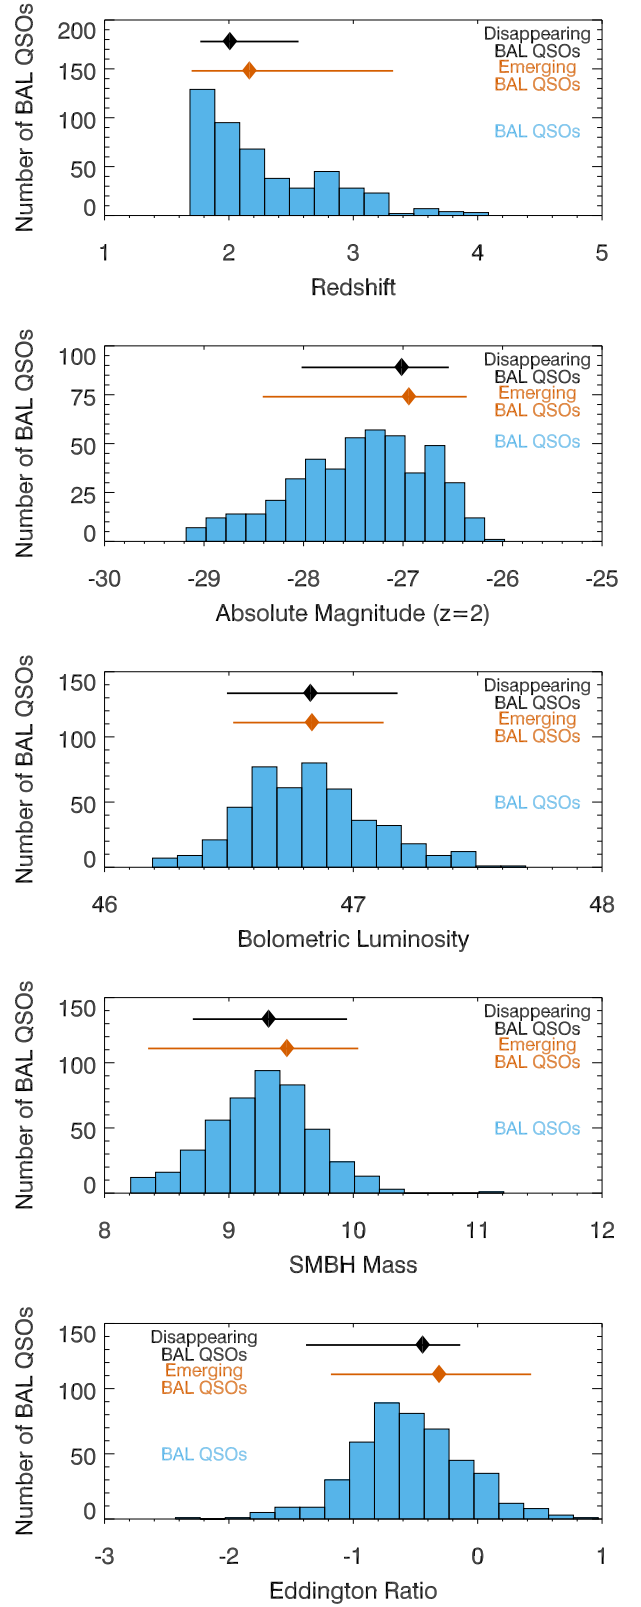 Number of BAL QSOs
200
150
100
50
0
Disappearing
BAL QSOs
Emerging
BAL QSOs
BAL QSOs
1 2 3 4 5
Redshift
Number of BAL QSOs
100
75
50
25
0
Disappearing
BAL QSOs
Emerging
BAL QSOs
BAL QSOs
-30 -29 -28 -27 -26 -25
Absolute Magnitude (z=2)
Number of BAL QSOs
150
100
50
0
Disappearing
BAL QSOs
Emerging
BAL QSOs
BAL QSOs
46 47 48
Bolometric Luminosity
Number of BAL QSOs
150
100
50
0
Disappearing
BAL QSOs
Emerging
BAL QSOs
BAL QSOs
8 9 10 11 12
SMBH Mass
Number of BAL QSOs
150
100
50
0
Disappearing
BAL QSOs
Emerging
BAL QSOs
BAL QSOs
-3 -2 -1 0 1
Eddington Ratio